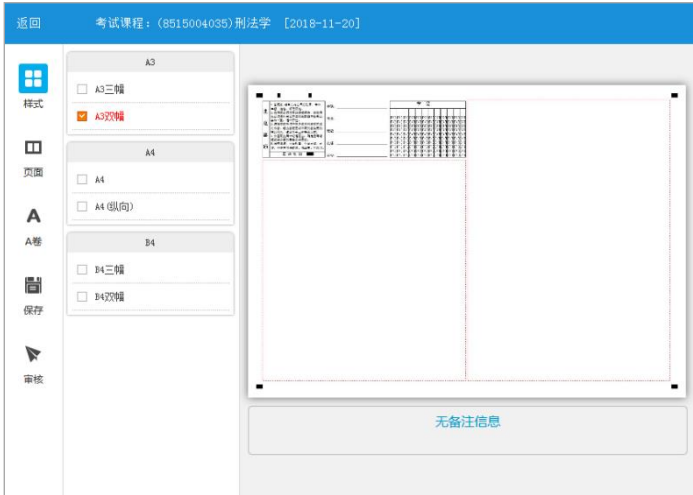 返回
考试课程：(8515004035)刑法学 [2018-11-20]
样式
页面
A卷
保存
审核
A3
A3三幅
A3双幅
A4
A4
A4(纵向)
B4
B4三幅
B4双幅
无备注信息